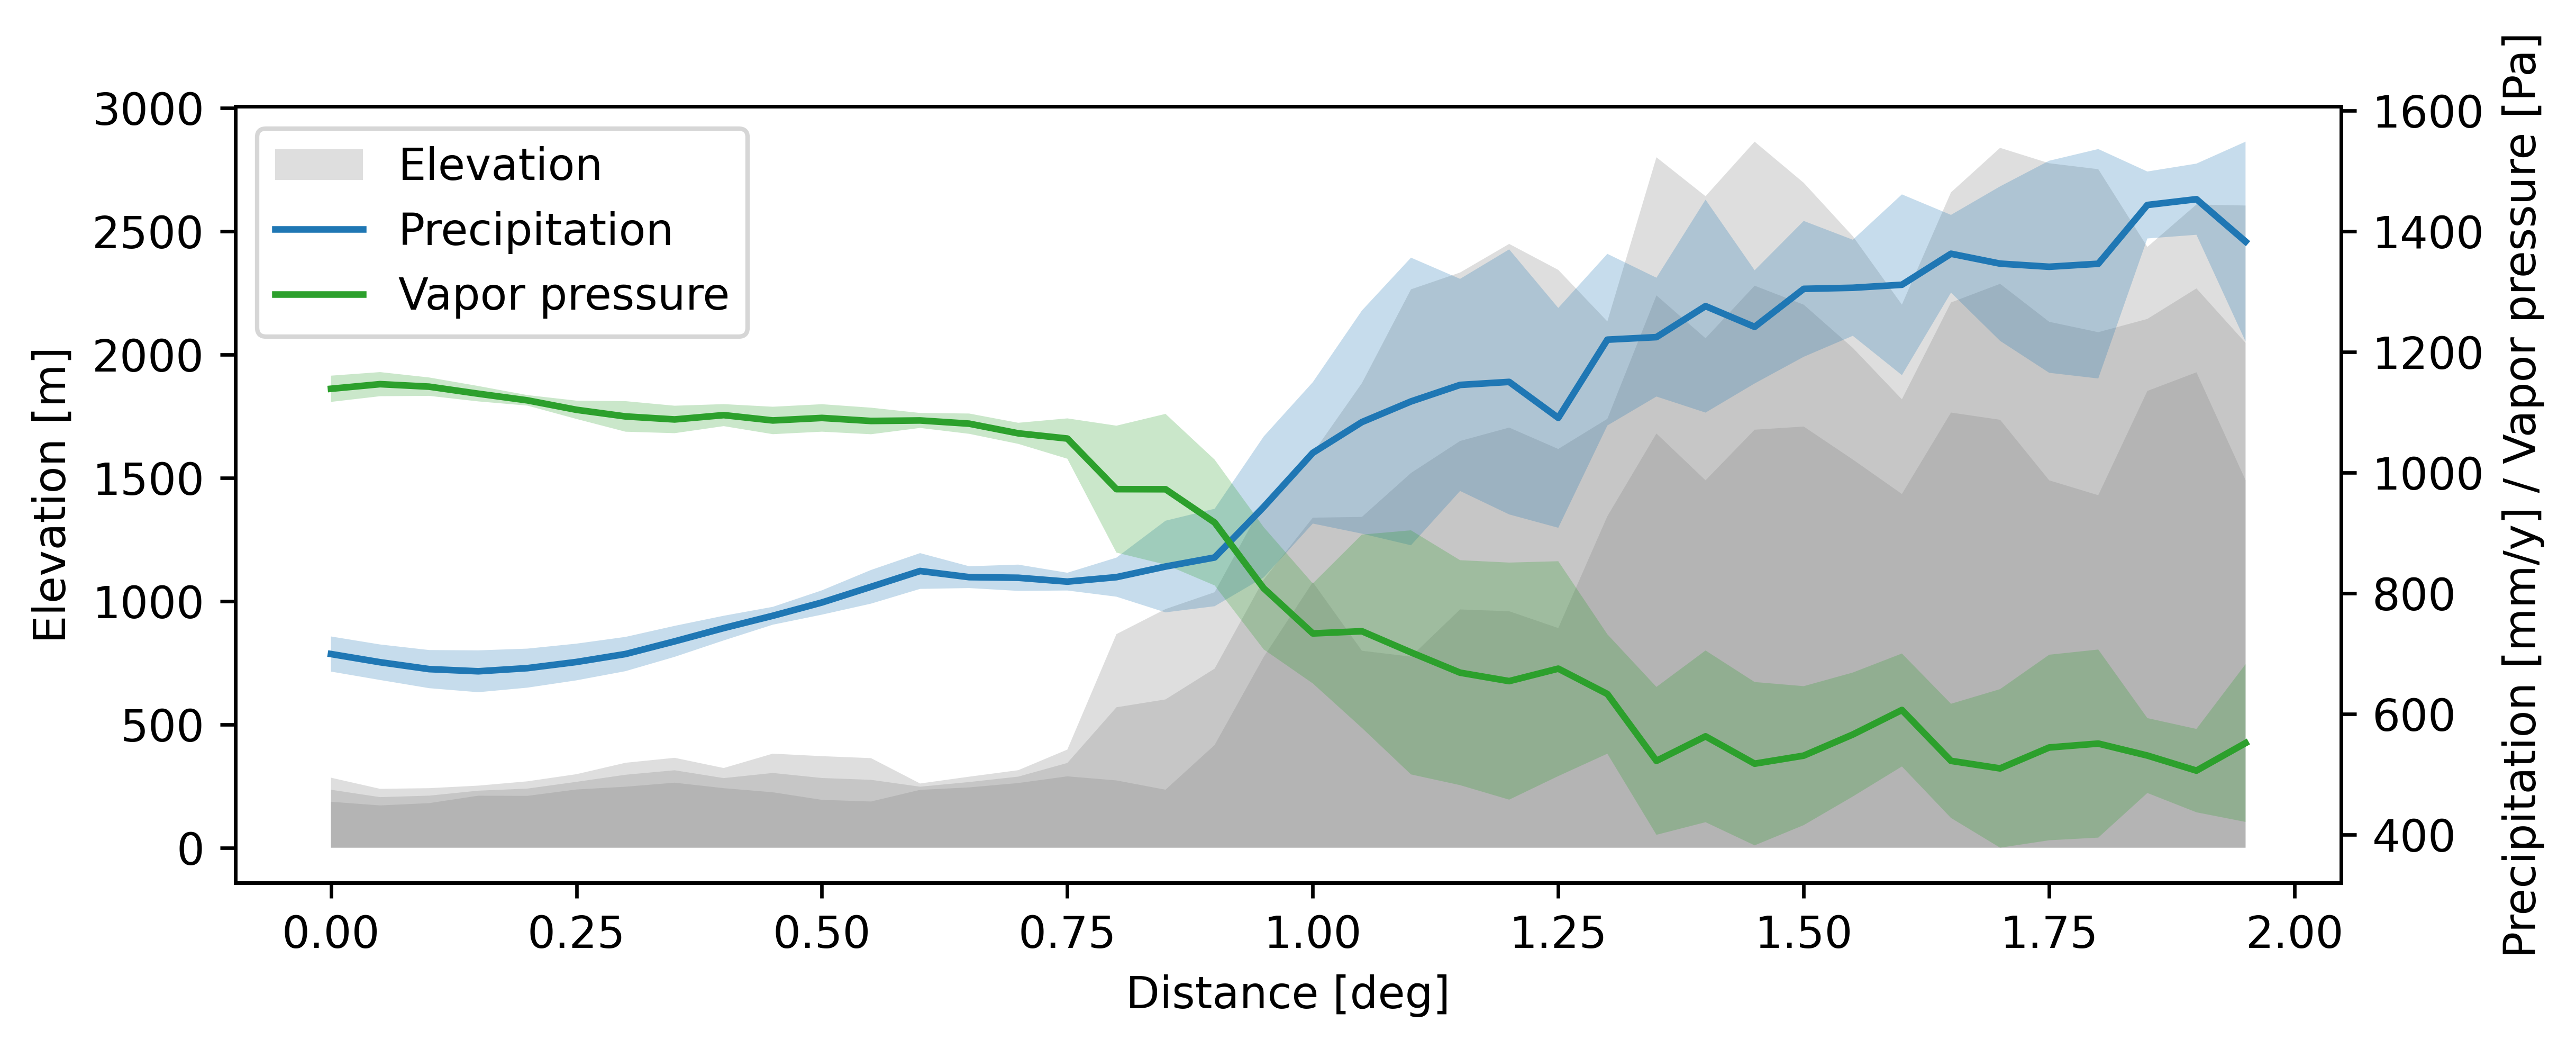 Elevation [m]
3000
2500
2000
1500
1000
500
0
Elevation
Precipitation
Vapor pressure
1600
1400
1200
1000
800
600
400
Precipitation [mm/y] / Vapor pressure [Pa]
0.00 0.25 0.50 0.75 1.00 1.25 1.50 1.75 2.00
Distance [deg]